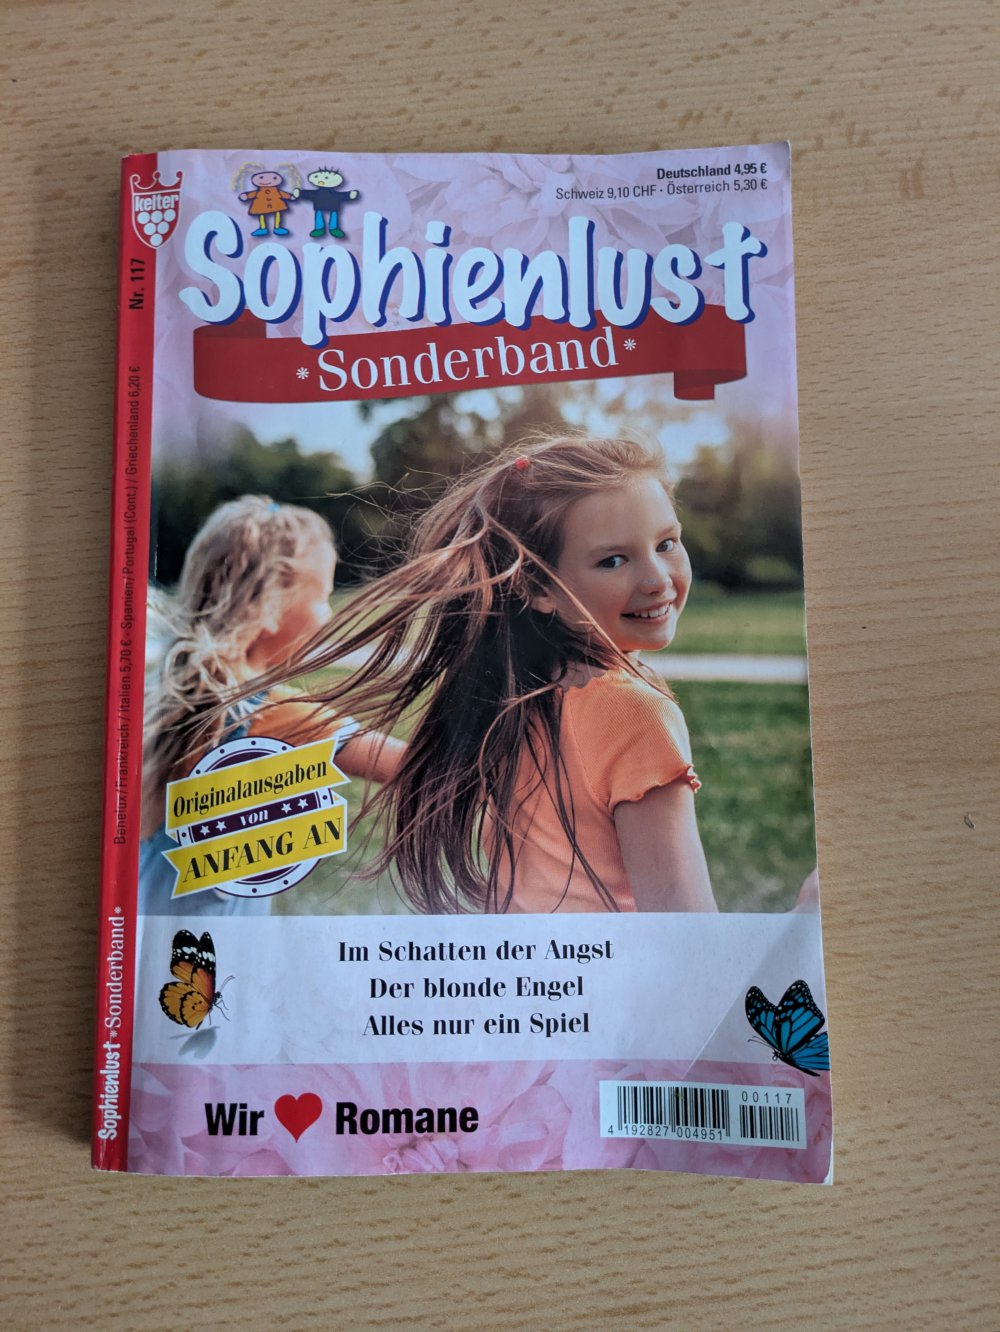 kelter
Nr. 117
Deutschland 4,95 €
Schweiz 9,10 CHF • Österreich 5,30 €
Sophienlust
*Sonderband*
Benelux / Frankreich / Italien 5,70 € • Spanien / Portugal (Cont.) / Griechenland 6,20 €
Originalausgaben
von
ANFANG AN
Im Schatten der Angst
Der blonde Engel
Alles nur ein Spiel
Sophienlust *Sonderband*
Wir ♥ Romane
00117
4 192827 004951